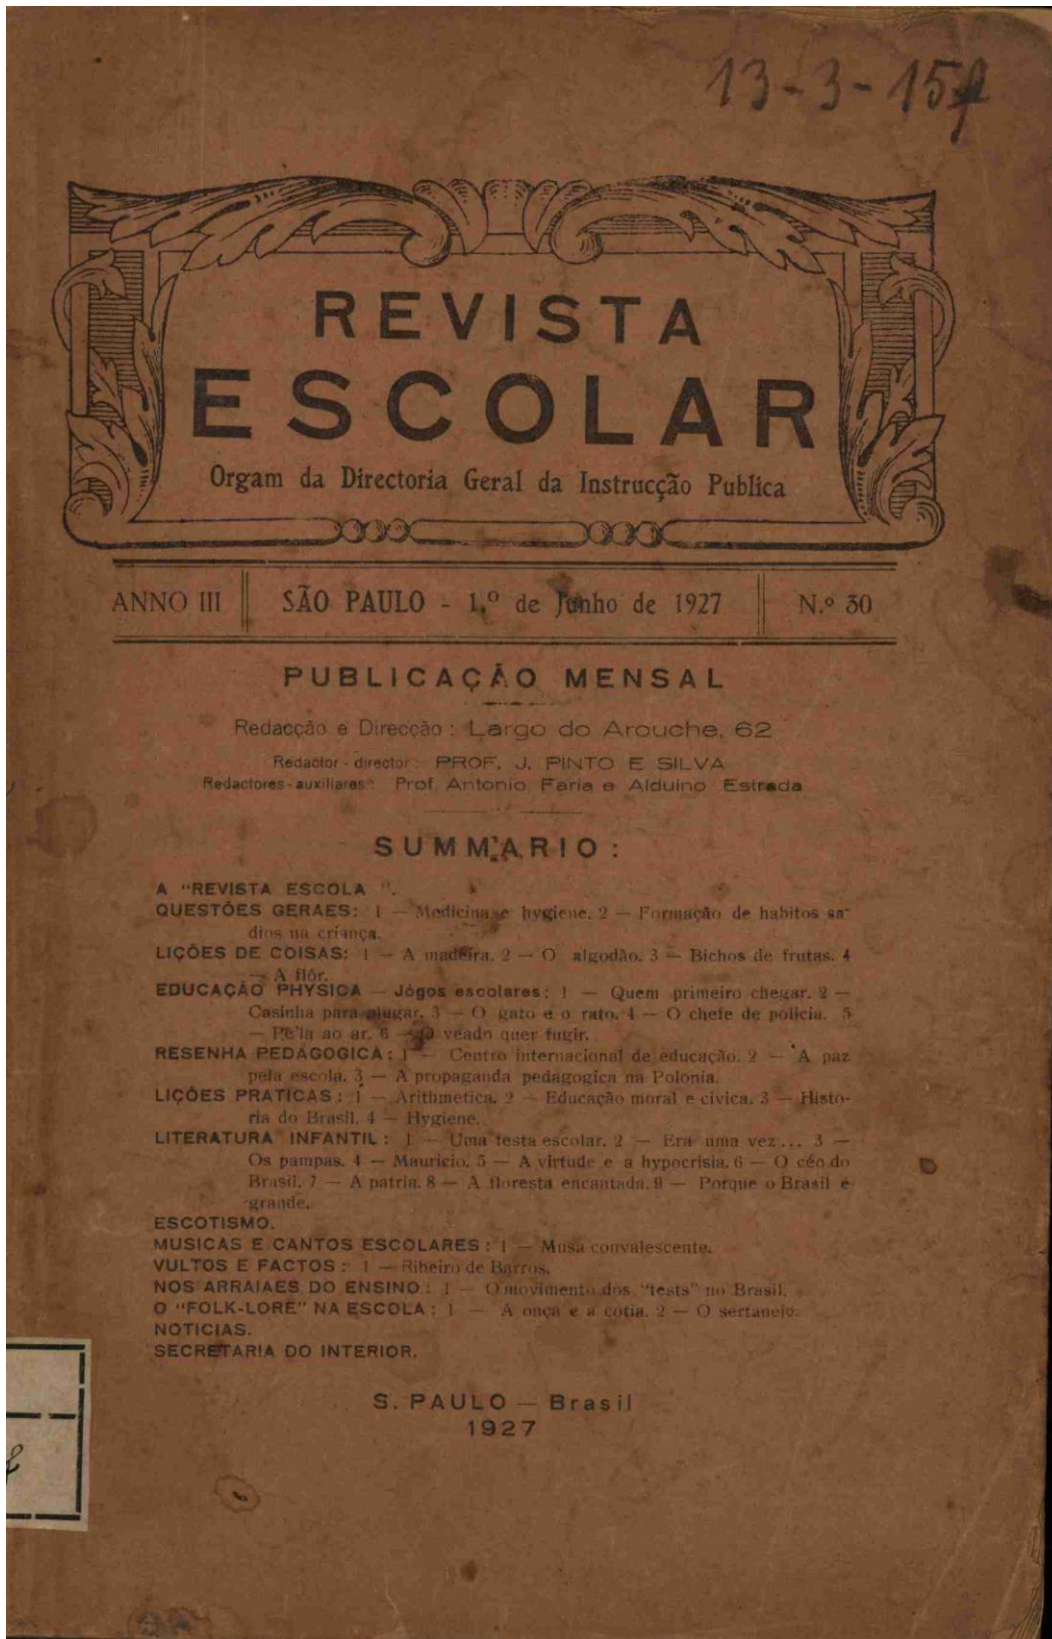 13-3-15
REVISTA
ESCOLAR
Orgam da Directoria Geral da Instrucção Publica
ANNO III SÃO PAULO - 1.º de Junho de 1927 N.º 30
PUBLICAÇÃO MENSAL
Redacção e Direcção: Largo do Arouche, 62
Redactor-director: PROF. J. PINTO E SILVA
Redactores-auxiliares: Prof. Antonio Faria e Alduino Estrada
SUMMARIO:
A "REVISTA ESCOLA ".
QUESTÕES GERAES: 1 — Medicina e hygiene. 2 — Formação de habitos sa-
dios na criança.
LIÇÕES DE COISAS: 1 — A madeira. 2 — O algodão. 3 — Bichos de frutas. 4
— A flôr.
EDUCAÇÃO PHYSICA — Jógos escolares: 1 — Quem primeiro chegar. 2 —
Casinha para alugar. 3 — O gato e o rato. 4 — O chefe de policia. 5
— Péla ao ar. 6 — O veado quer fugir.
RESENHA PEDAGOGICA: 1 — Centro internacional de educação. 2 — A paz
pela escola. 3 — A propaganda pedagogica na Polonia.
LIÇÕES PRATICAS: 1 — Arithmetica. 2 — Educação moral e civica. 3 — Histo-
ria do Brasil. 4 — Hygiene.
LITERATURA INFANTIL: 1 — Uma festa escolar. 2 — Era uma vez... 3 —
Os pampas. 4 — Mauricio. 5 — A virtude e a hypocrisia. 6 — O céo do
Brasil. 7 — A patria. 8 — A floresta encantada. 9 — Porque o Brasil é
grande.
ESCOTISMO.
MUSICAS E CANTOS ESCOLARES: 1 — Musa convalescente.
VULTOS E FACTOS: 1 — Ribeiro de Barros.
NOS ARRAIAES DO ENSINO: 1 — O movimento dos "tests" no Brasil.
O "FOLK-LORE" NA ESCOLA: 1 — A onça e a cotia. 2 — O sertanejo.
NOTICIAS.
SECRETARIA DO INTERIOR.
S. PAULO — Brasil
1927